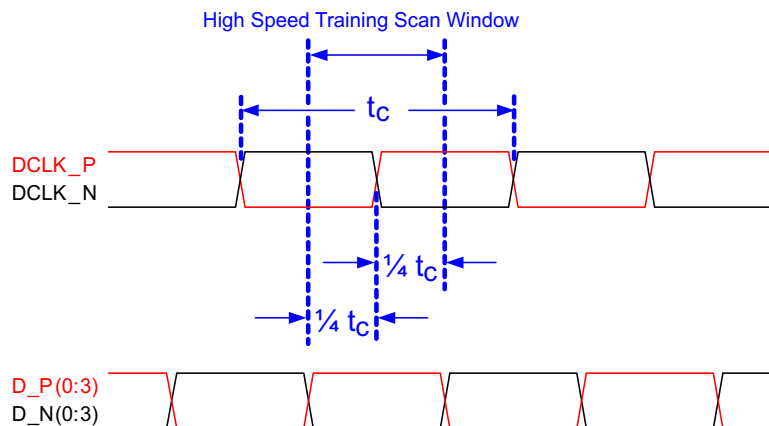 High Speed Training Scan Window
tC
DCLK_P
DCLK_N
¼ tC
¼ tC
D_P(0:3)
D_N(0:3)